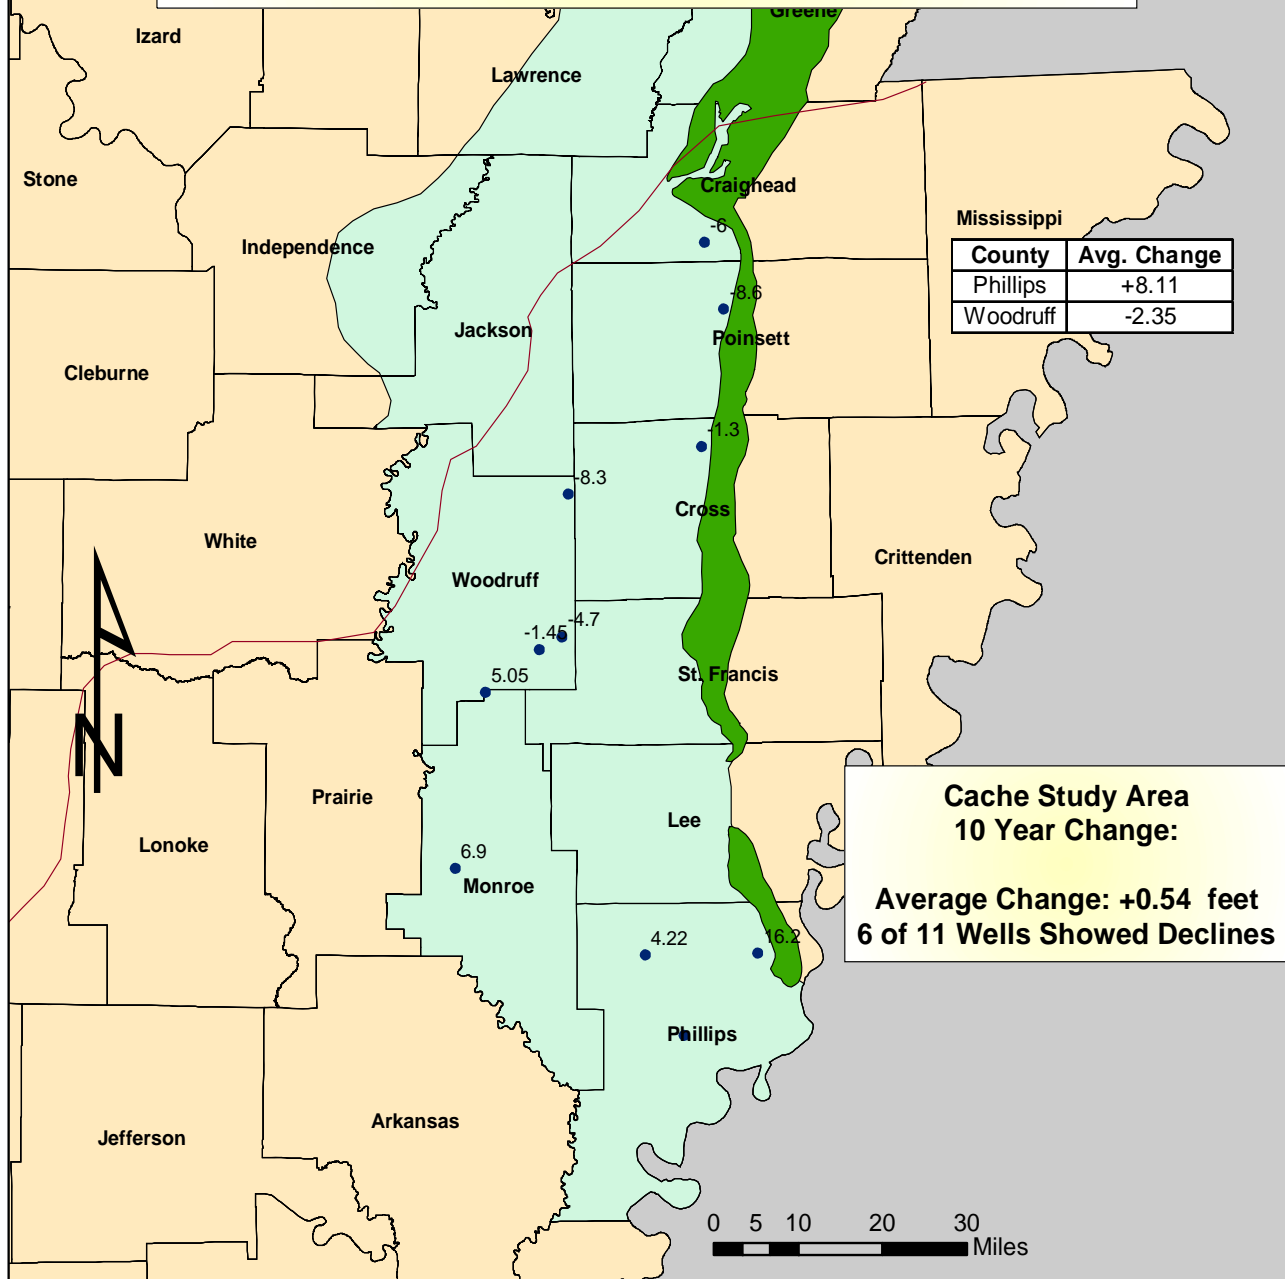 Greene
Izard
Lawrence
Stone
Craighead
Mississippi
-6
Independence
County Avg. Change
Phillips +8.11
Woodruff -2.35
-8.6
Jackson
Poinsett
Cleburne
-1.3
-8.3
Cross
White
Crittenden
Woodruff
-4.7
-1.45
5.05
St. Francis
N
Prairie
Cache Study Area
10 Year Change:
Average Change: +0.54 feet
6 of 11 Wells Showed Declines
Lee
Lonoke
6.9
Monroe
4.22
16.2
Phillips
Arkansas
Jefferson
0 5 10 20 30
Miles